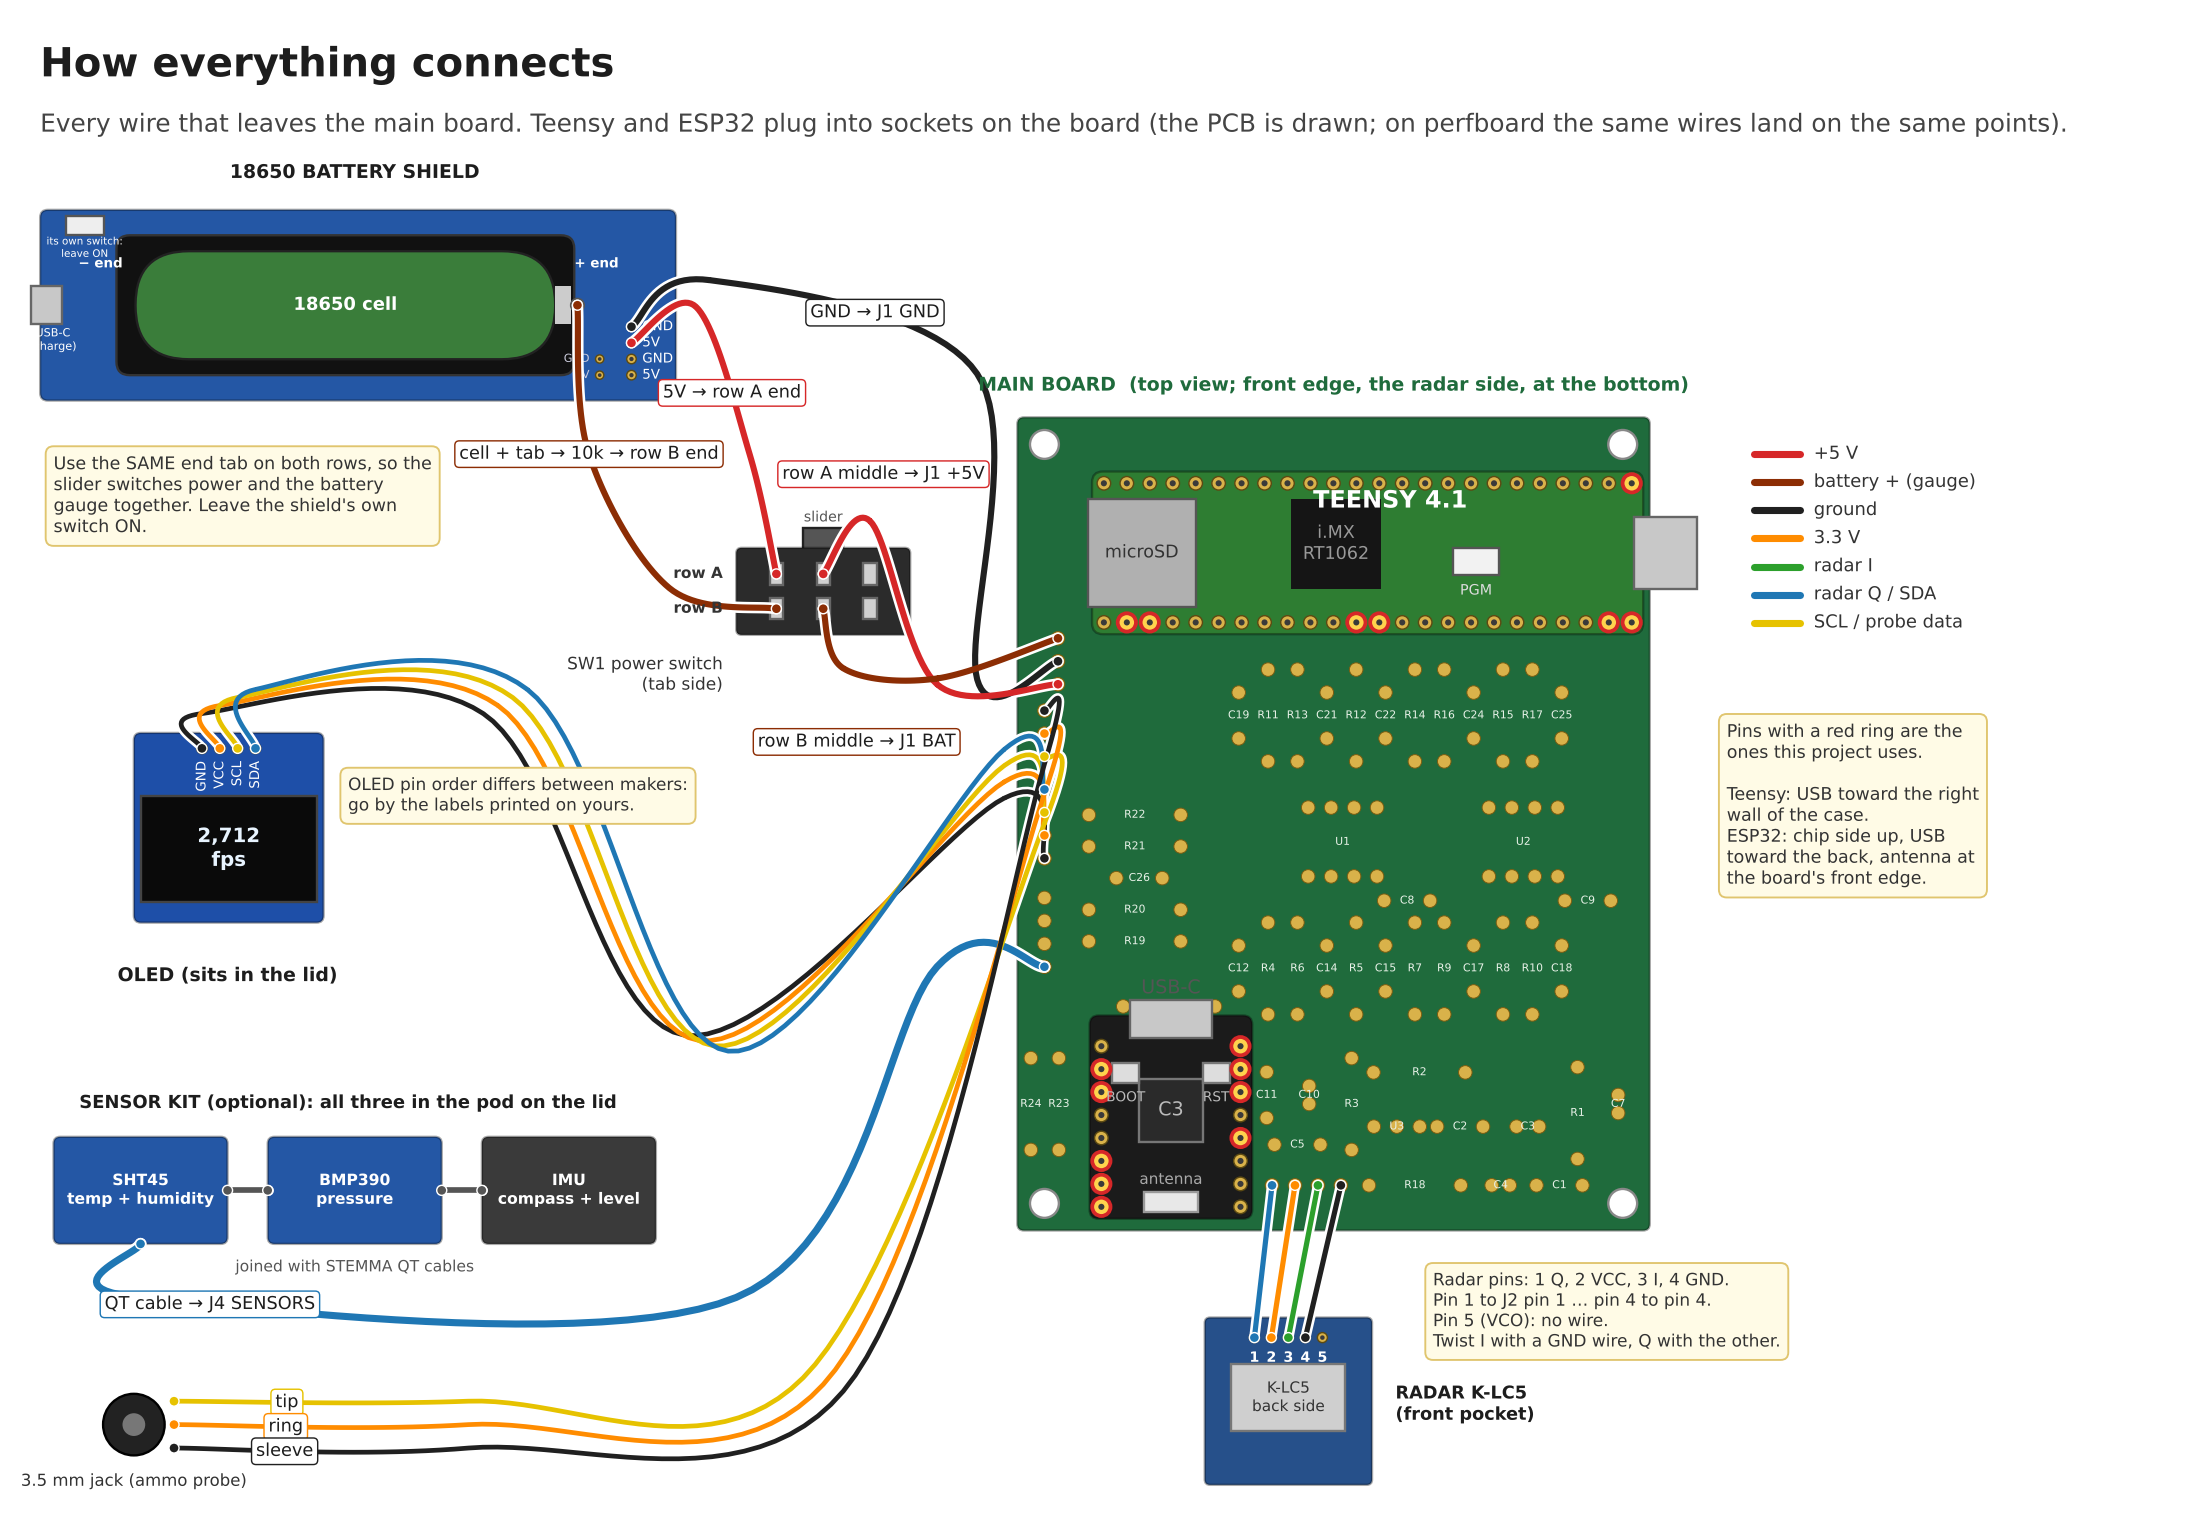 How everything connects
Every wire that leaves the main board. Teensy and ESP32 plug into sockets on the board (the PCB is drawn; on perfboard the same wires land on the same points).
18650 BATTERY SHIELD
its own switch:
leave ON
− end
+ end
18650 cell
GND
5V
GND
5V
GND → J1 GND
5V → row A end
cell + tab → 10k → row B end
row A middle → J1 +5V
Use the SAME end tab on both rows, so the
slider switches power and the battery
gauge together. Leave the shield's own
switch ON.
slider
row A
row B
SW1 power switch
(tab side)
row B middle → J1 BAT
MAIN BOARD (top view; front edge, the radar side, at the bottom)
TEENSY 4.1
microSD
i.MX
RT1062
PGM
+5 V
battery + (gauge)
ground
3.3 V
radar I
radar Q / SDA
SCL / probe data
C19 R11 R13 C21 R12 C22 R14 R16 C24 R15 R17 C25
Pins with a red ring are the
ones this project uses.
Teensy: USB toward the right
wall of the case.
ESP32: chip side up, USB
toward the back, antenna at
the board's front edge.
GND
VCC
SCL
SDA
2,712
fps
OLED pin order differs between makers:
go by the labels printed on yours.
OLED (sits in the lid)
R22
R21
C26
R20
R19
U1
U2
C8
C9
C12 R4 R6 C14 R5 C15 R7 R9 C17 R8 R10 C18
USB-C
BOOT
RST
C3
antenna
R24 R23
C11
C10
R3
R2
C7
R1
U3
C2
C3
C5
R18
C4
C1
SENSOR KIT (optional): all three in the pod on the lid
SHT45
temp + humidity
BMP390
pressure
IMU
compass + level
joined with STEMMA QT cables
QT cable → J4 SENSORS
tip
ring
sleeve
3.5 mm jack (ammo probe)
Radar pins: 1 Q, 2 VCC, 3 I, 4 GND.
Pin 1 to J2 pin 1 ... pin 4 to pin 4.
Pin 5 (VCO): no wire.
Twist I with a GND wire, Q with the other.
1 2 3 4 5
K-LC5
back side
RADAR K-LC5
(front pocket)